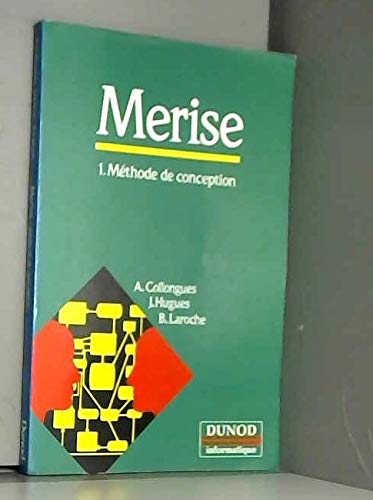 Merise
1. Méthode de conception
A. Collongues
J. Hugues
B. Laroche
DUNOD
informatique